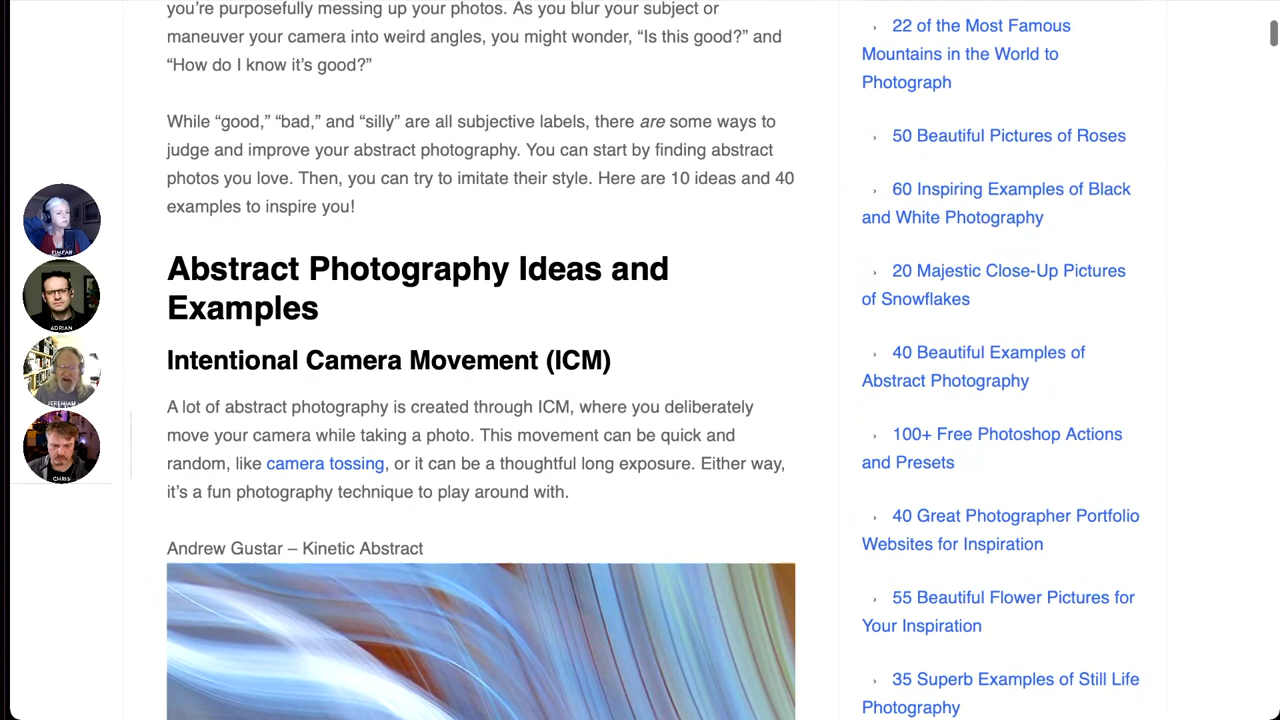 you're purposefully messing up your photos. As you blur your subject or
maneuver your camera into weird angles, you might wonder, “Is this good?” and
“How do I know it’s good?”
While “good,” “bad,” and “silly” are all subjective labels, there are some ways to
judge and improve your abstract photography. You can start by finding abstract
photos you love. Then, you can try to imitate their style. Here are 10 ideas and 40
examples to inspire you!
Abstract Photography Ideas and
Examples
Intentional Camera Movement (ICM)
A lot of abstract photography is created through ICM, where you deliberately
move your camera while taking a photo. This movement can be quick and
random, like camera tossing, or it can be a thoughtful long exposure. Either way,
it’s a fun photography technique to play around with.
Andrew Gustar – Kinetic Abstract
22 of the Most Famous
Mountains in the World to
Photograph
50 Beautiful Pictures of Roses
60 Inspiring Examples of Black
and White Photography
20 Majestic Close-Up Pictures
of Snowflakes
40 Beautiful Examples of
Abstract Photography
100+ Free Photoshop Actions
and Presets
40 Great Photographer Portfolio
Websites for Inspiration
55 Beautiful Flower Pictures for
Your Inspiration
35 Superb Examples of Still Life
Photography
EIMEAR
ADRIAN
JEREMIAH
CHRIS